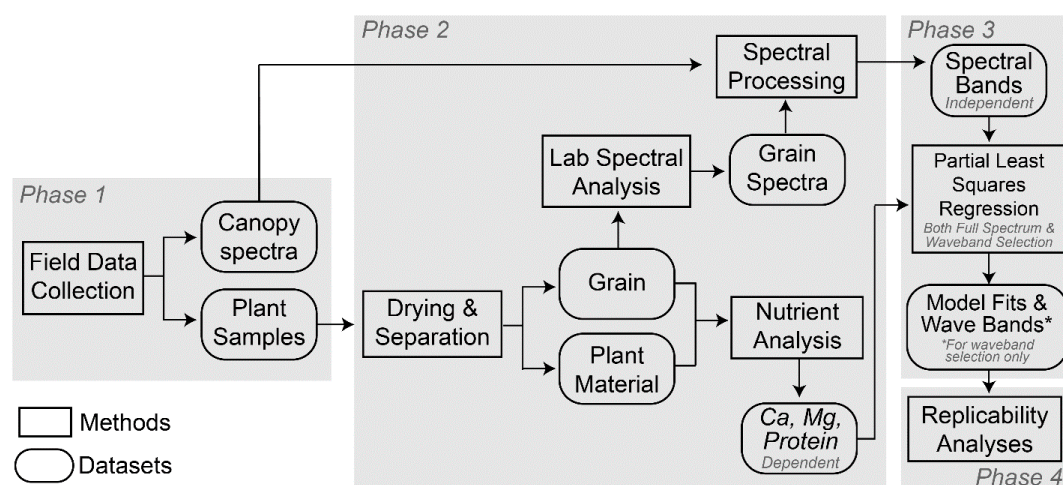 Phase 1
Field Data
Collection
Canopy
spectra
Plant
Samples
Methods
Datasets
Phase 2
Drying &
Separation
Grain
Plant
Material
Lab Spectral
Analysis
Grain
Spectra
Spectral
Processing
Nutrient
Analysis
Ca, Mg,
Protein
Dependent
Phase 3
Spectral
Bands
Independent
Partial Least
Squares
Regression
Both Full Spectrum &
Waveband Selection
Model Fits &
Wave Bands*
*For waveband
selection only
Replicability
Analyses
Phase 4